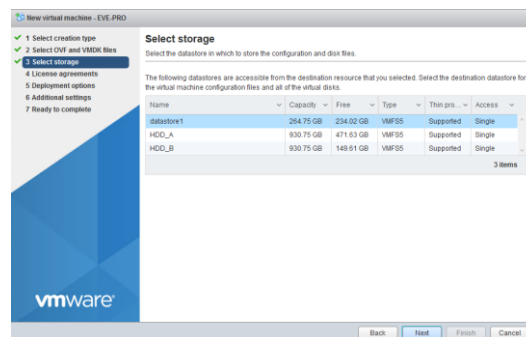 New virtual machine - EVE-PRO
1 Select creation type
2 Select OVF and VMDK files
3 Select storage
4 License agreements
5 Deployment options
6 Additional settings
7 Ready to complete
Select storage
Select the datastore in which to store the configuration and disk files.
The following datastores are accessible from the destination resource that you selected. Select the destination datastore for
the virtual machine configuration files and all of the virtual disks.
Name Capacity Free Type Thin pro... Access
datastore1 264.75 GB 234.02 GB VMFS5 Supported Single
HDD_A 930.75 GB 471.63 GB VMFS5 Supported Single
HDD_B 930.75 GB 149.61 GB VMFS5 Supported Single
3 items
vmware
Back Next Finish Cancel